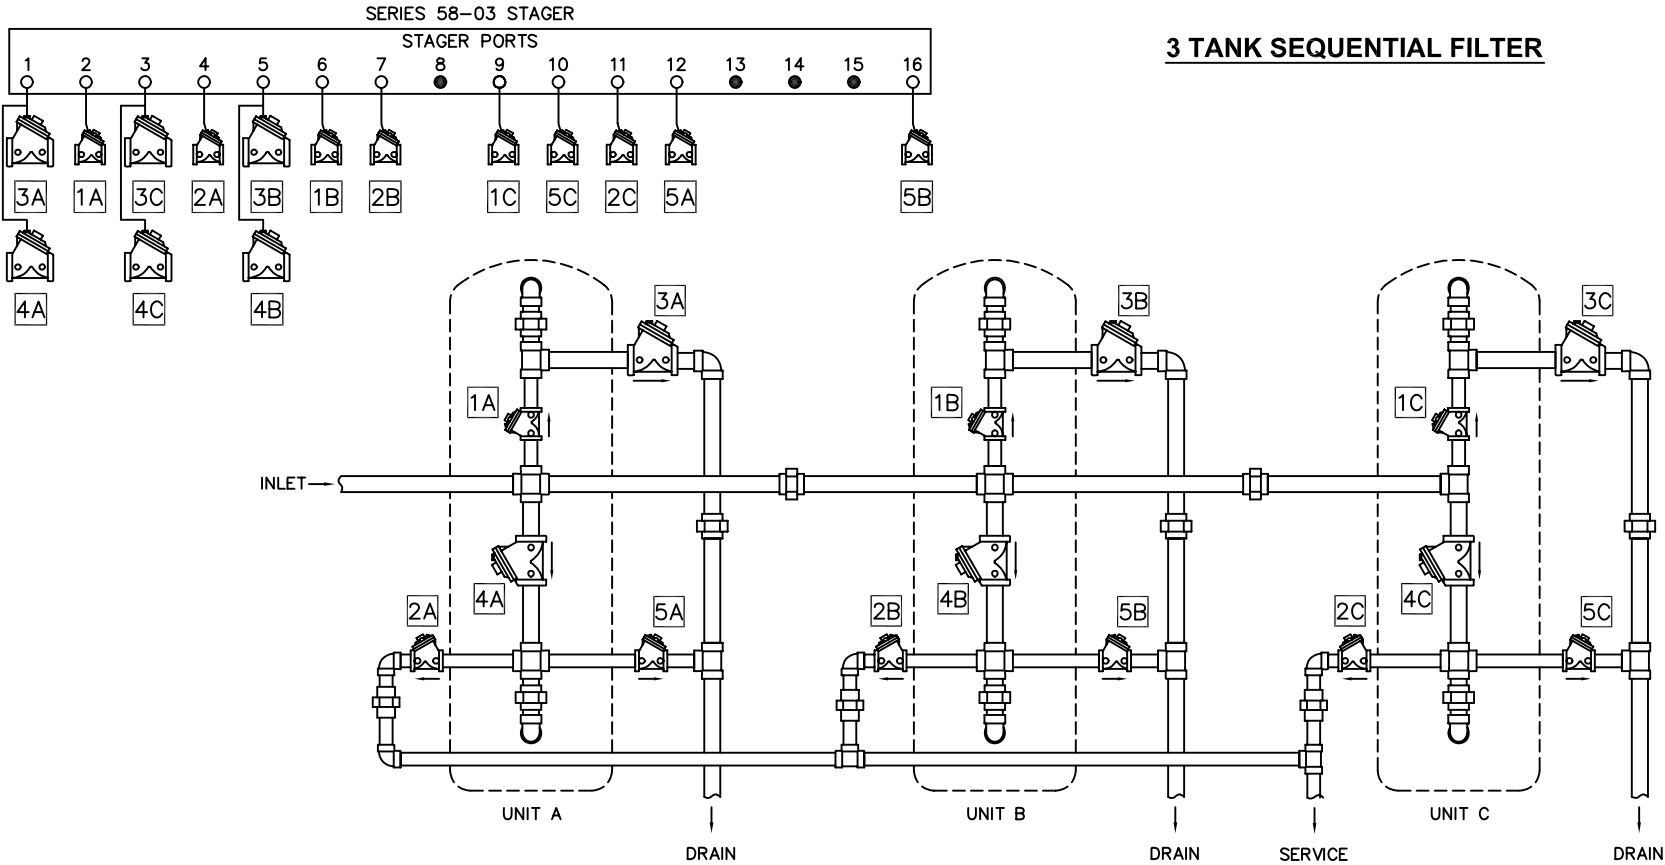 SERIES 58-03 STAGER
3 TANK SEQUENTIAL FILTER
STAGER PORTS
1 2 3 4 5 6 7 8 9 10 11 12 13 14 15 16
3A 1A 3C 2A 3B 1B 2B 1C 5C 2C 5A 5B
4A 4C 4B
3A 3B 3C
1A 1B 1C
INLET
4A 4B 4C
2A 5A 2B 5B 2C 5C
UNIT A UNIT B UNIT C
DRAIN DRAIN SERVICE DRAIN